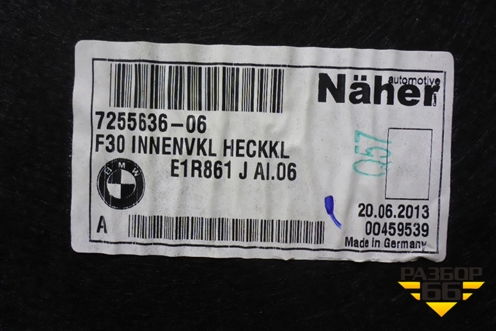 Näher
automotive
7255636-06
F30 INNENVKL HECKKL
E1R861 J AI.06
BMW
057
A
20.06.2013
00459539
Made in Germany
РАЗБОР
66